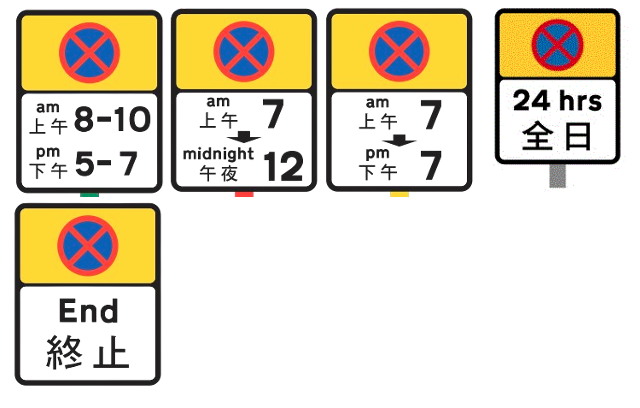 am 8-10
上午
pm 5-7
下午
am 7
上午
midnight 12
午夜
am 7
上午
pm 7
下午
24 hrs
全日
End
終止